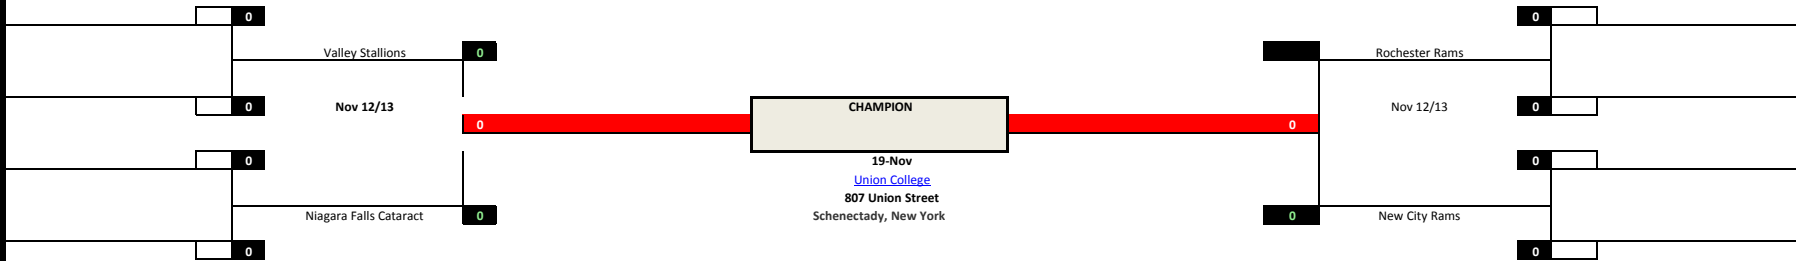 0
0
Valley Stallions
0
Rochester Rams
0
Nov 12/13
CHAMPION
Nov 12/13
0
0
0
0
0
19-Nov
Union College
807 Union Street
Niagara Falls Cataract
0
Schenectady, New York
0
New City Rams
0
0